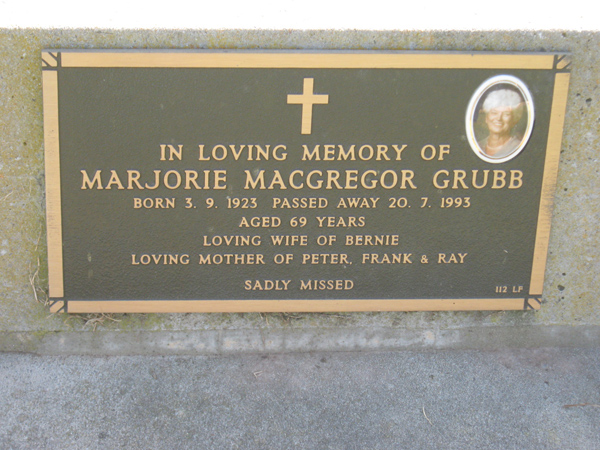 IN LOVING MEMORY OF
MARJORIE MACGREGOR GRUBB
BORN 3. 9. 1923 PASSED AWAY 20. 7. 1993
AGED 69 YEARS
LOVING WIFE OF BERNIE
LOVING MOTHER OF PETER, FRANK & RAY
SADLY MISSED
112 LF